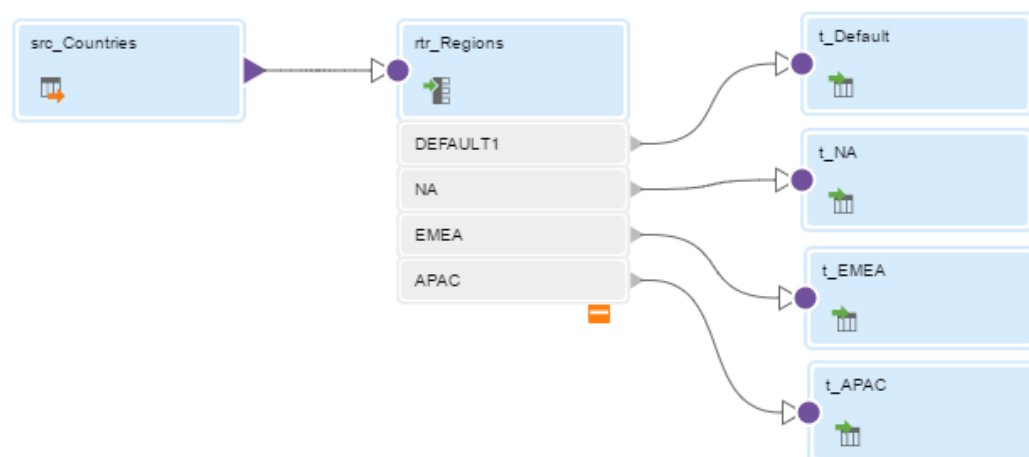 src_Countries
rtr_Regions
DEFAULT1
NA
EMEA
APAC
t_Default
t_NA
t_EMEA
t_APAC